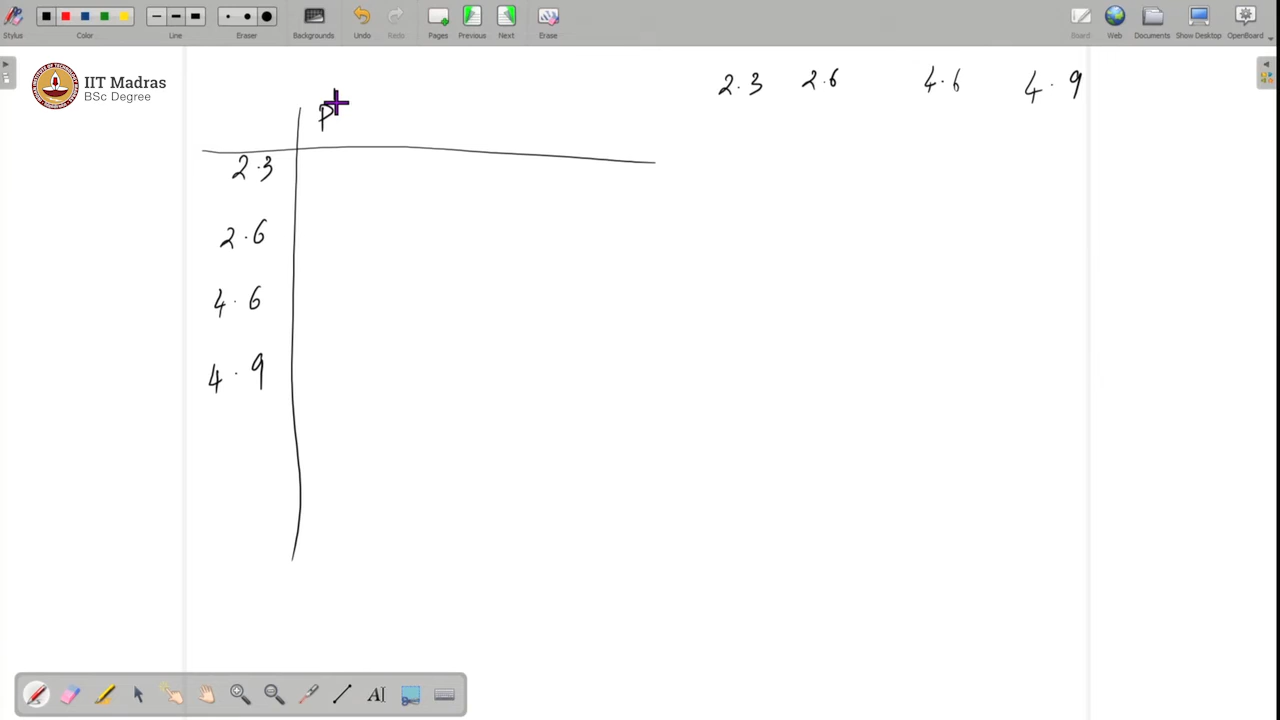 Stylus Color Line Eraser Backgrounds Undo Redo Pages Previous Next Erase Board Web Documents Show Desktop OpenBoard
IIT Madras
BSc Degree
2.3 2.6 4.6 4.9
P
2.3
2.6
4.6
4.9
AI